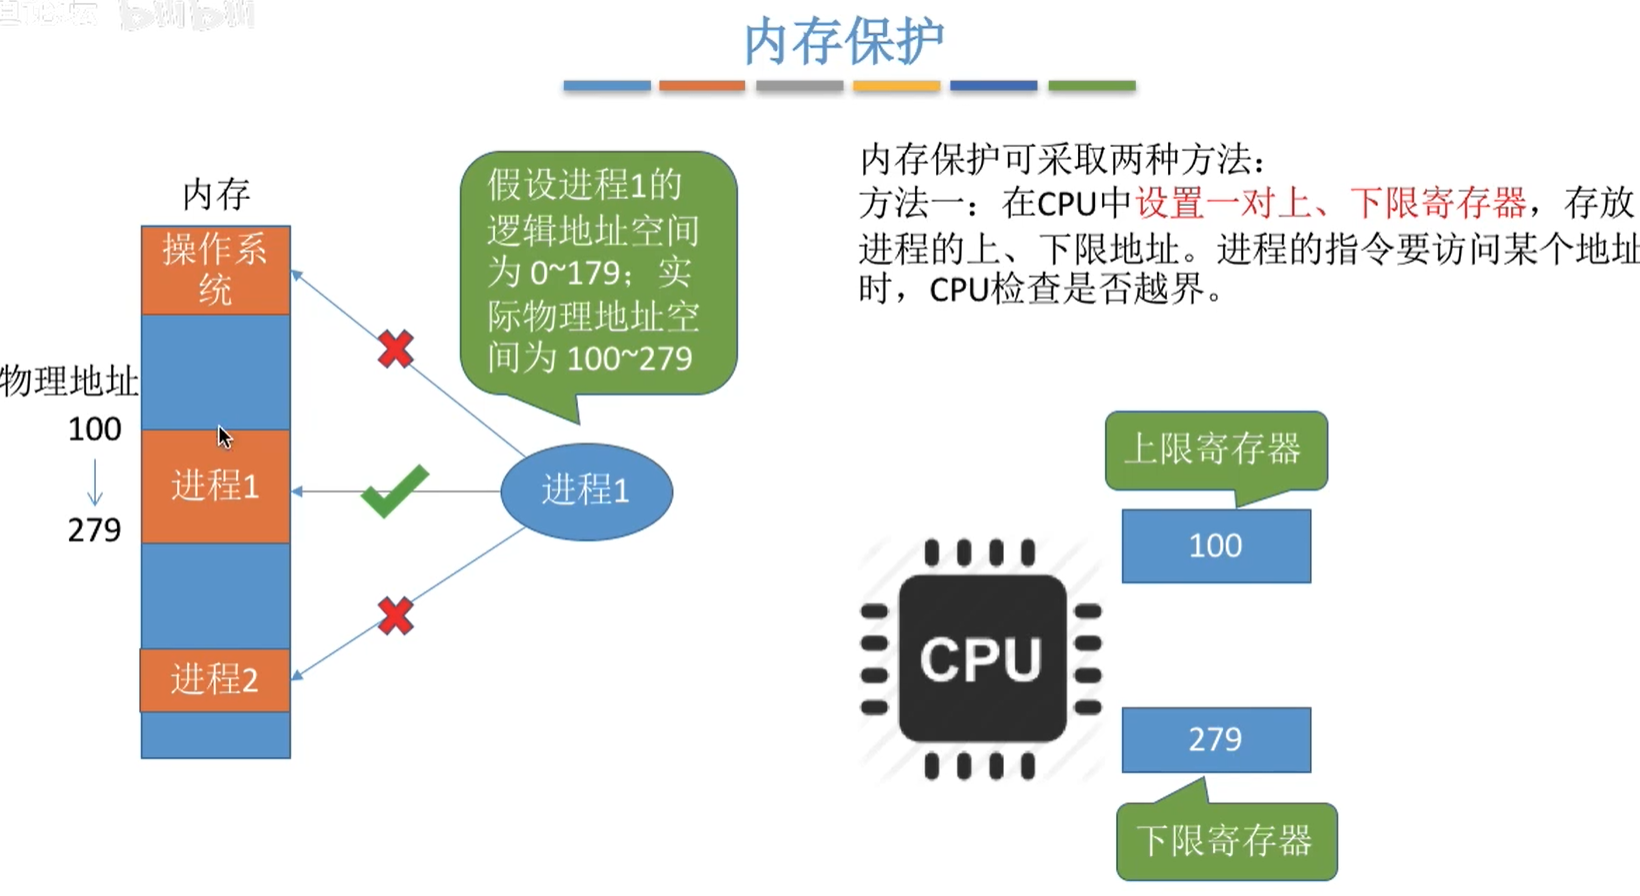 内存保护
内存保护可采取两种方法：
方法一：在CPU中设置一对上、下限寄存器，存放
进程的上、下限地址。进程的指令要访问某个地址
时，CPU检查是否越界。
内存
操作系
统
物理地址
100
279
进程1
进程2
假设进程1的
逻辑地址空间
为 0~179；实
际物理地址空
间为 100~279
进程1
上限寄存器
100
CPU
279
下限寄存器